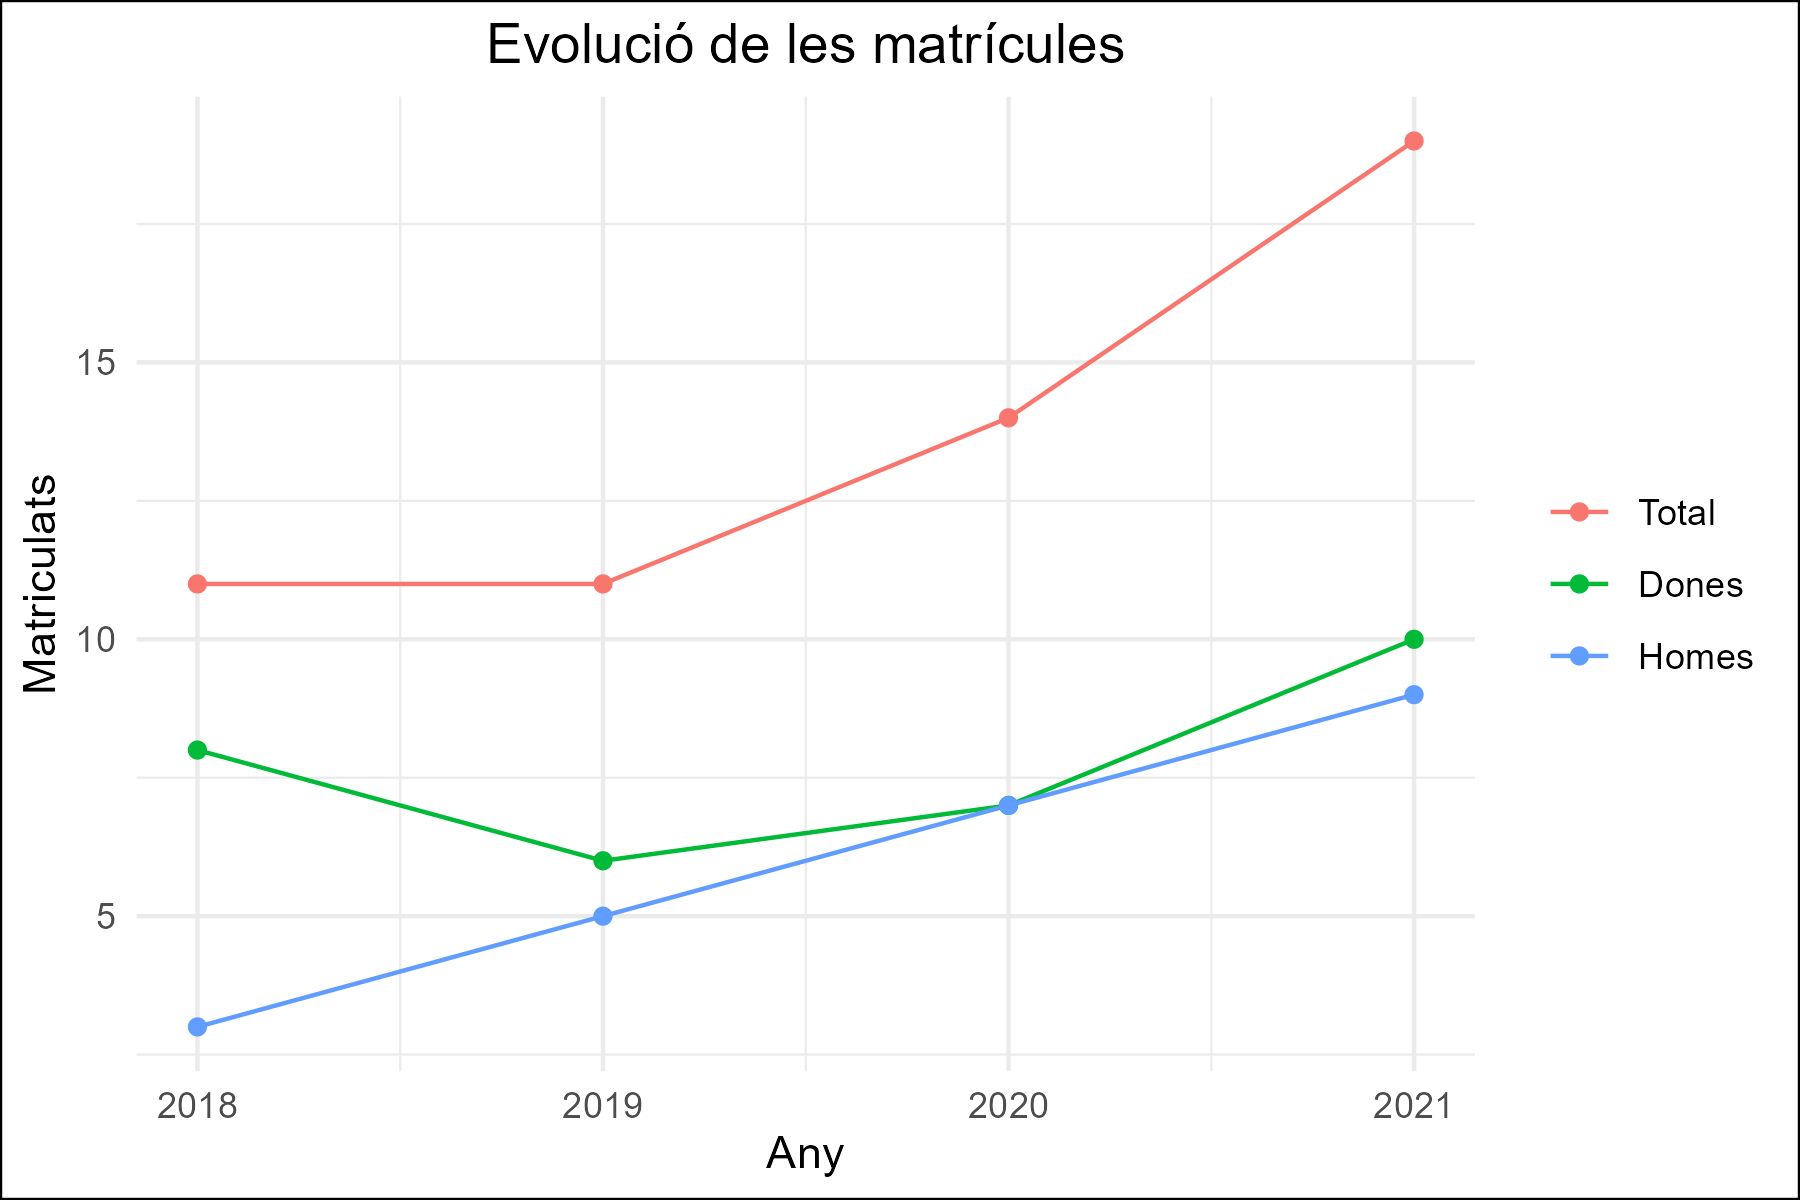 Evolució de les matrícules
Matriculats
15
10
5
2018 2019 2020 2021
Any
Total
Dones
Homes